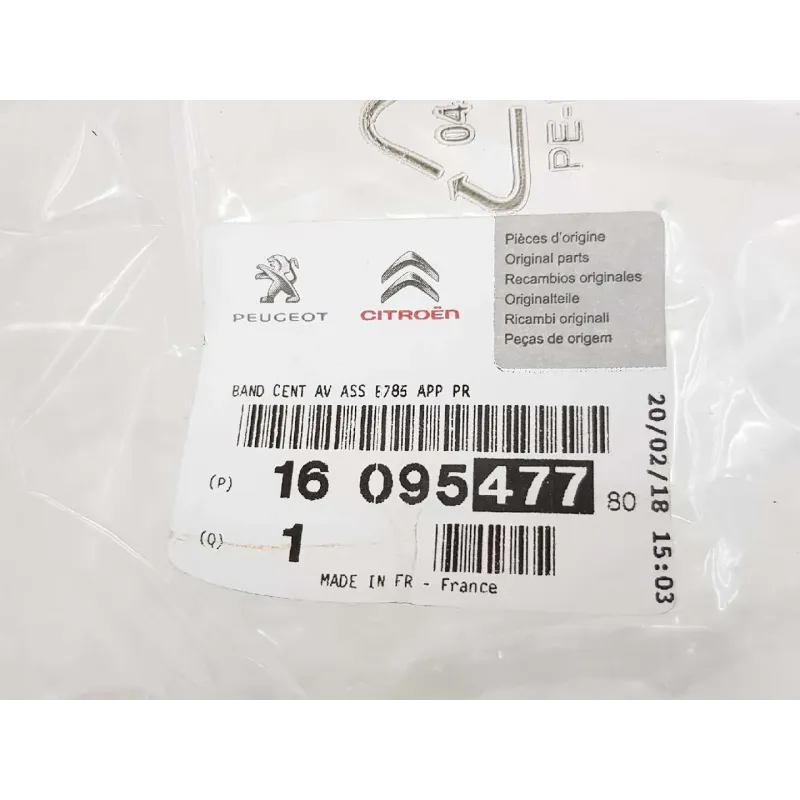 04
PE-
PEUGEOT
CITROËN
Pièces d'origine
Original parts
Recambios originales
Originalteile
Ricambi originali
Peças de origem
BAND CENT AV ASS B785 APP PR
(P) 16 095477 80
(Q) 1
MADE IN FR - France
20/02/18 15:03